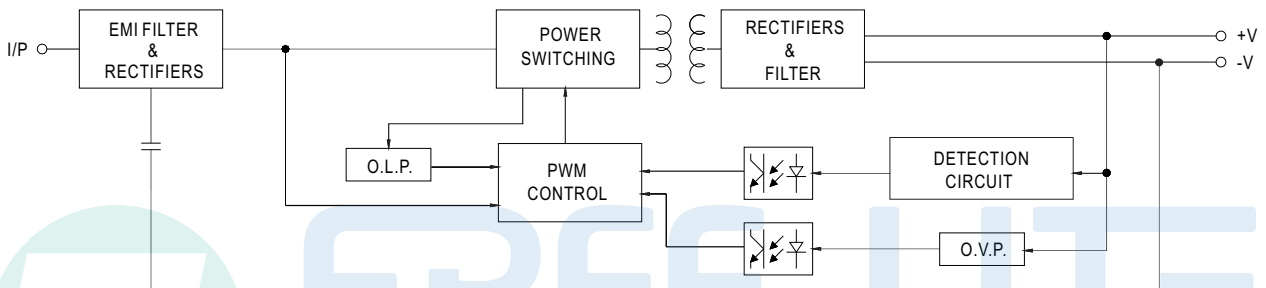 I/P
EMI FILTER
&
RECTIFIERS
POWER
SWITCHING
RECTIFIERS
&
FILTER
+V
-V
O.L.P.
PWM
CONTROL
DETECTION
CIRCUIT
O.V.P.